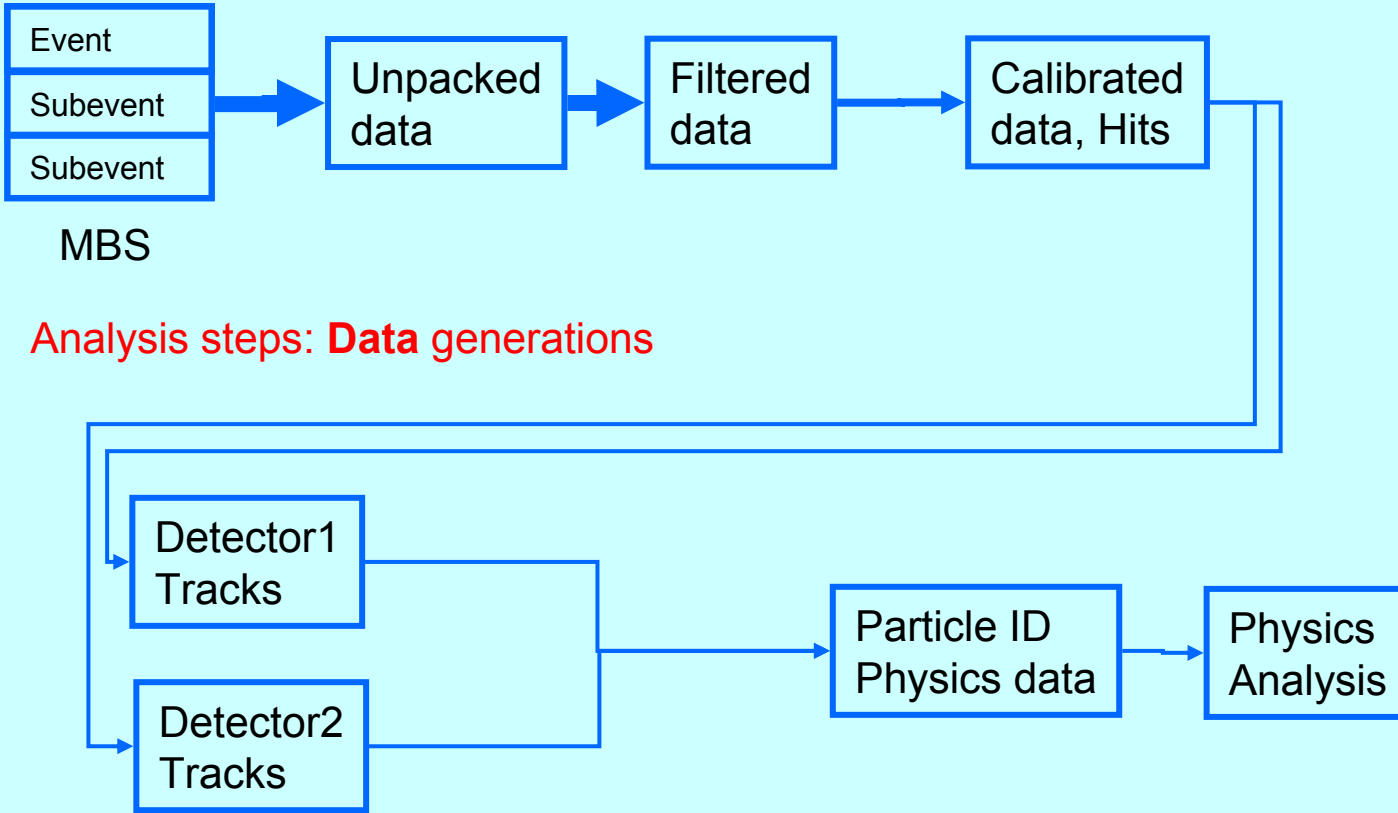 Event
Subevent
Subevent
MBS
Unpacked
data
Filtered
data
Calibrated
data, Hits
Analysis steps: Data generations
Detector1
Tracks
Detector2
Tracks
Particle ID
Physics data
Physics
Analysis